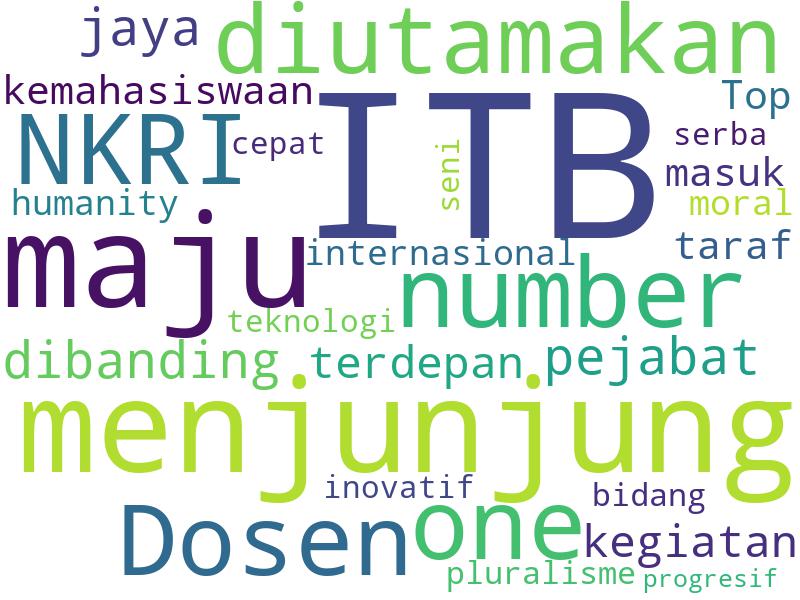 jaya
diutamakan
kemahasiswaan
ITB
Top
NKRI
cepat
seni
serba
masuk
humanity
moral
maju
internasional
taraf
number
teknologi
dibanding
terdepan
pejabat
menjunjung
inovatif
bidang
Dosen
one
kegiatan
pluralisme
progresif